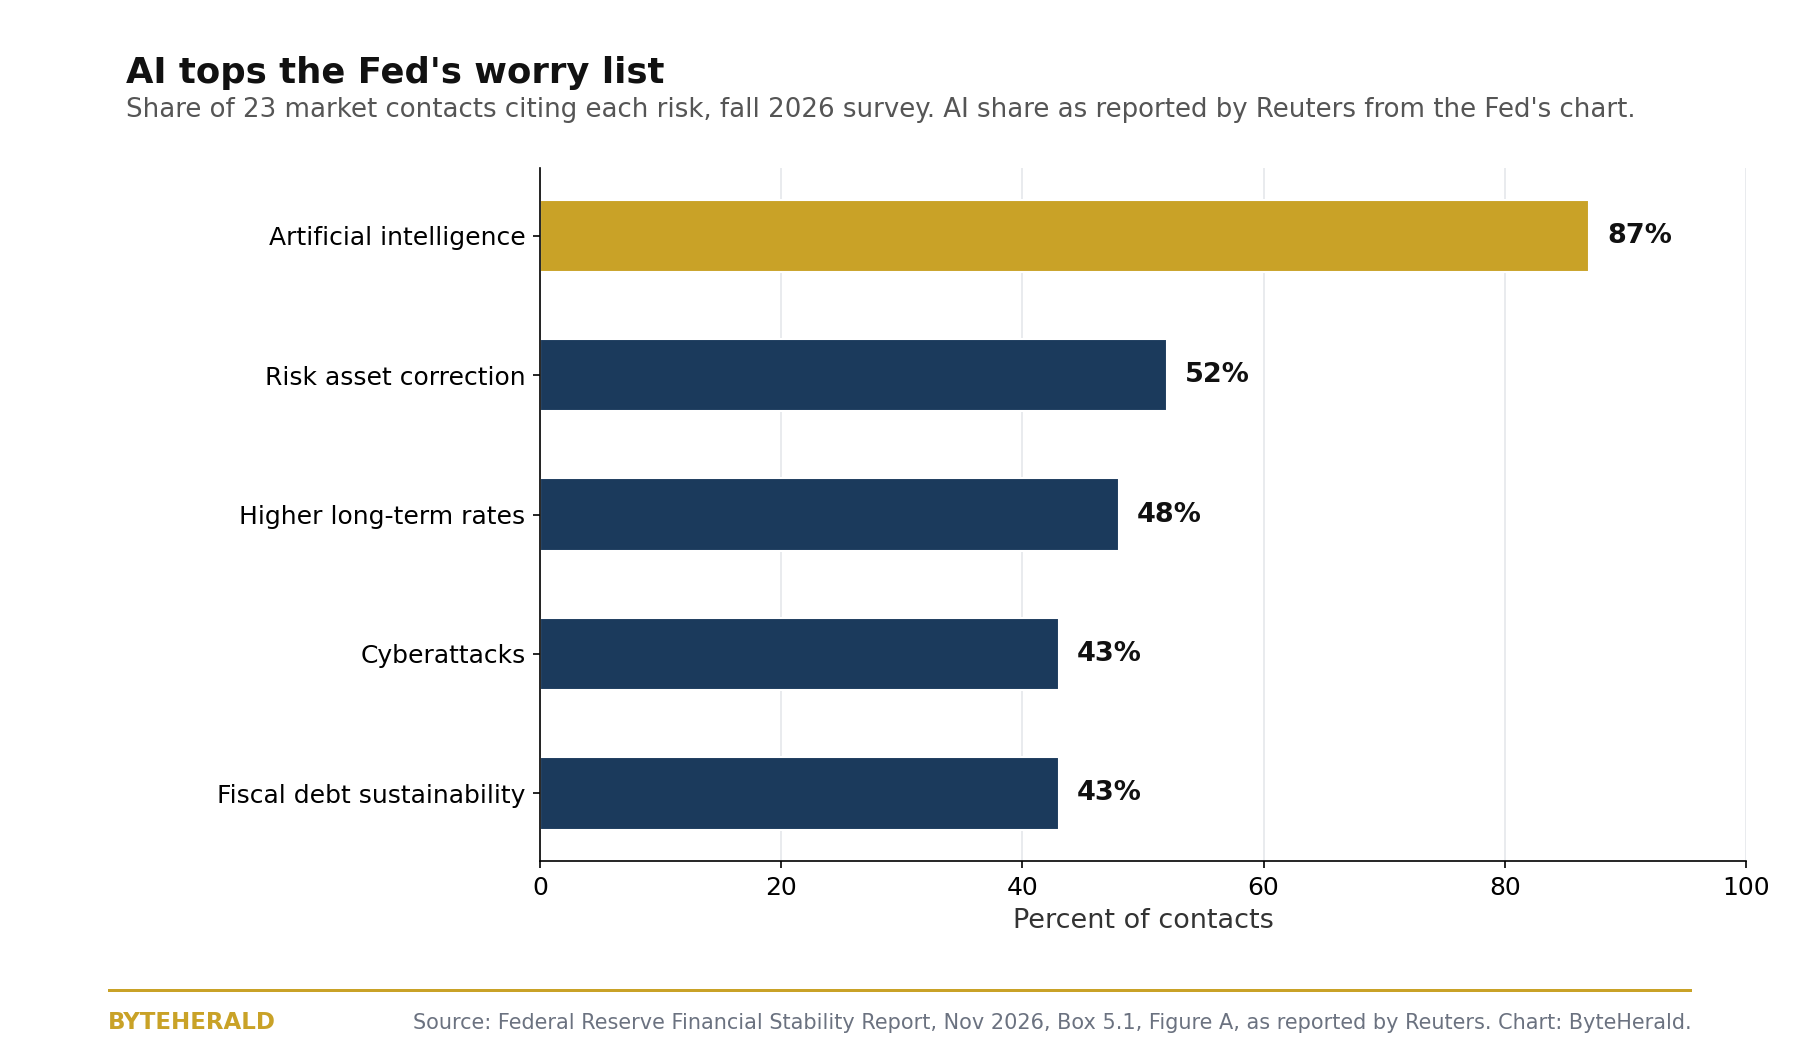 AI tops the Fed's worry list
Share of 23 market contacts citing each risk, fall 2026 survey. AI share as reported by Reuters from the Fed's chart.
Artificial intelligence
87%
Risk asset correction
52%
Higher long-term rates
48%
Cyberattacks
43%
Fiscal debt sustainability
43%
0 20 40 60 80 100
Percent of contacts
BYTEHERALD
Source: Federal Reserve Financial Stability Report, Nov 2026, Box 5.1, Figure A, as reported by Reuters. Chart: ByteHerald.